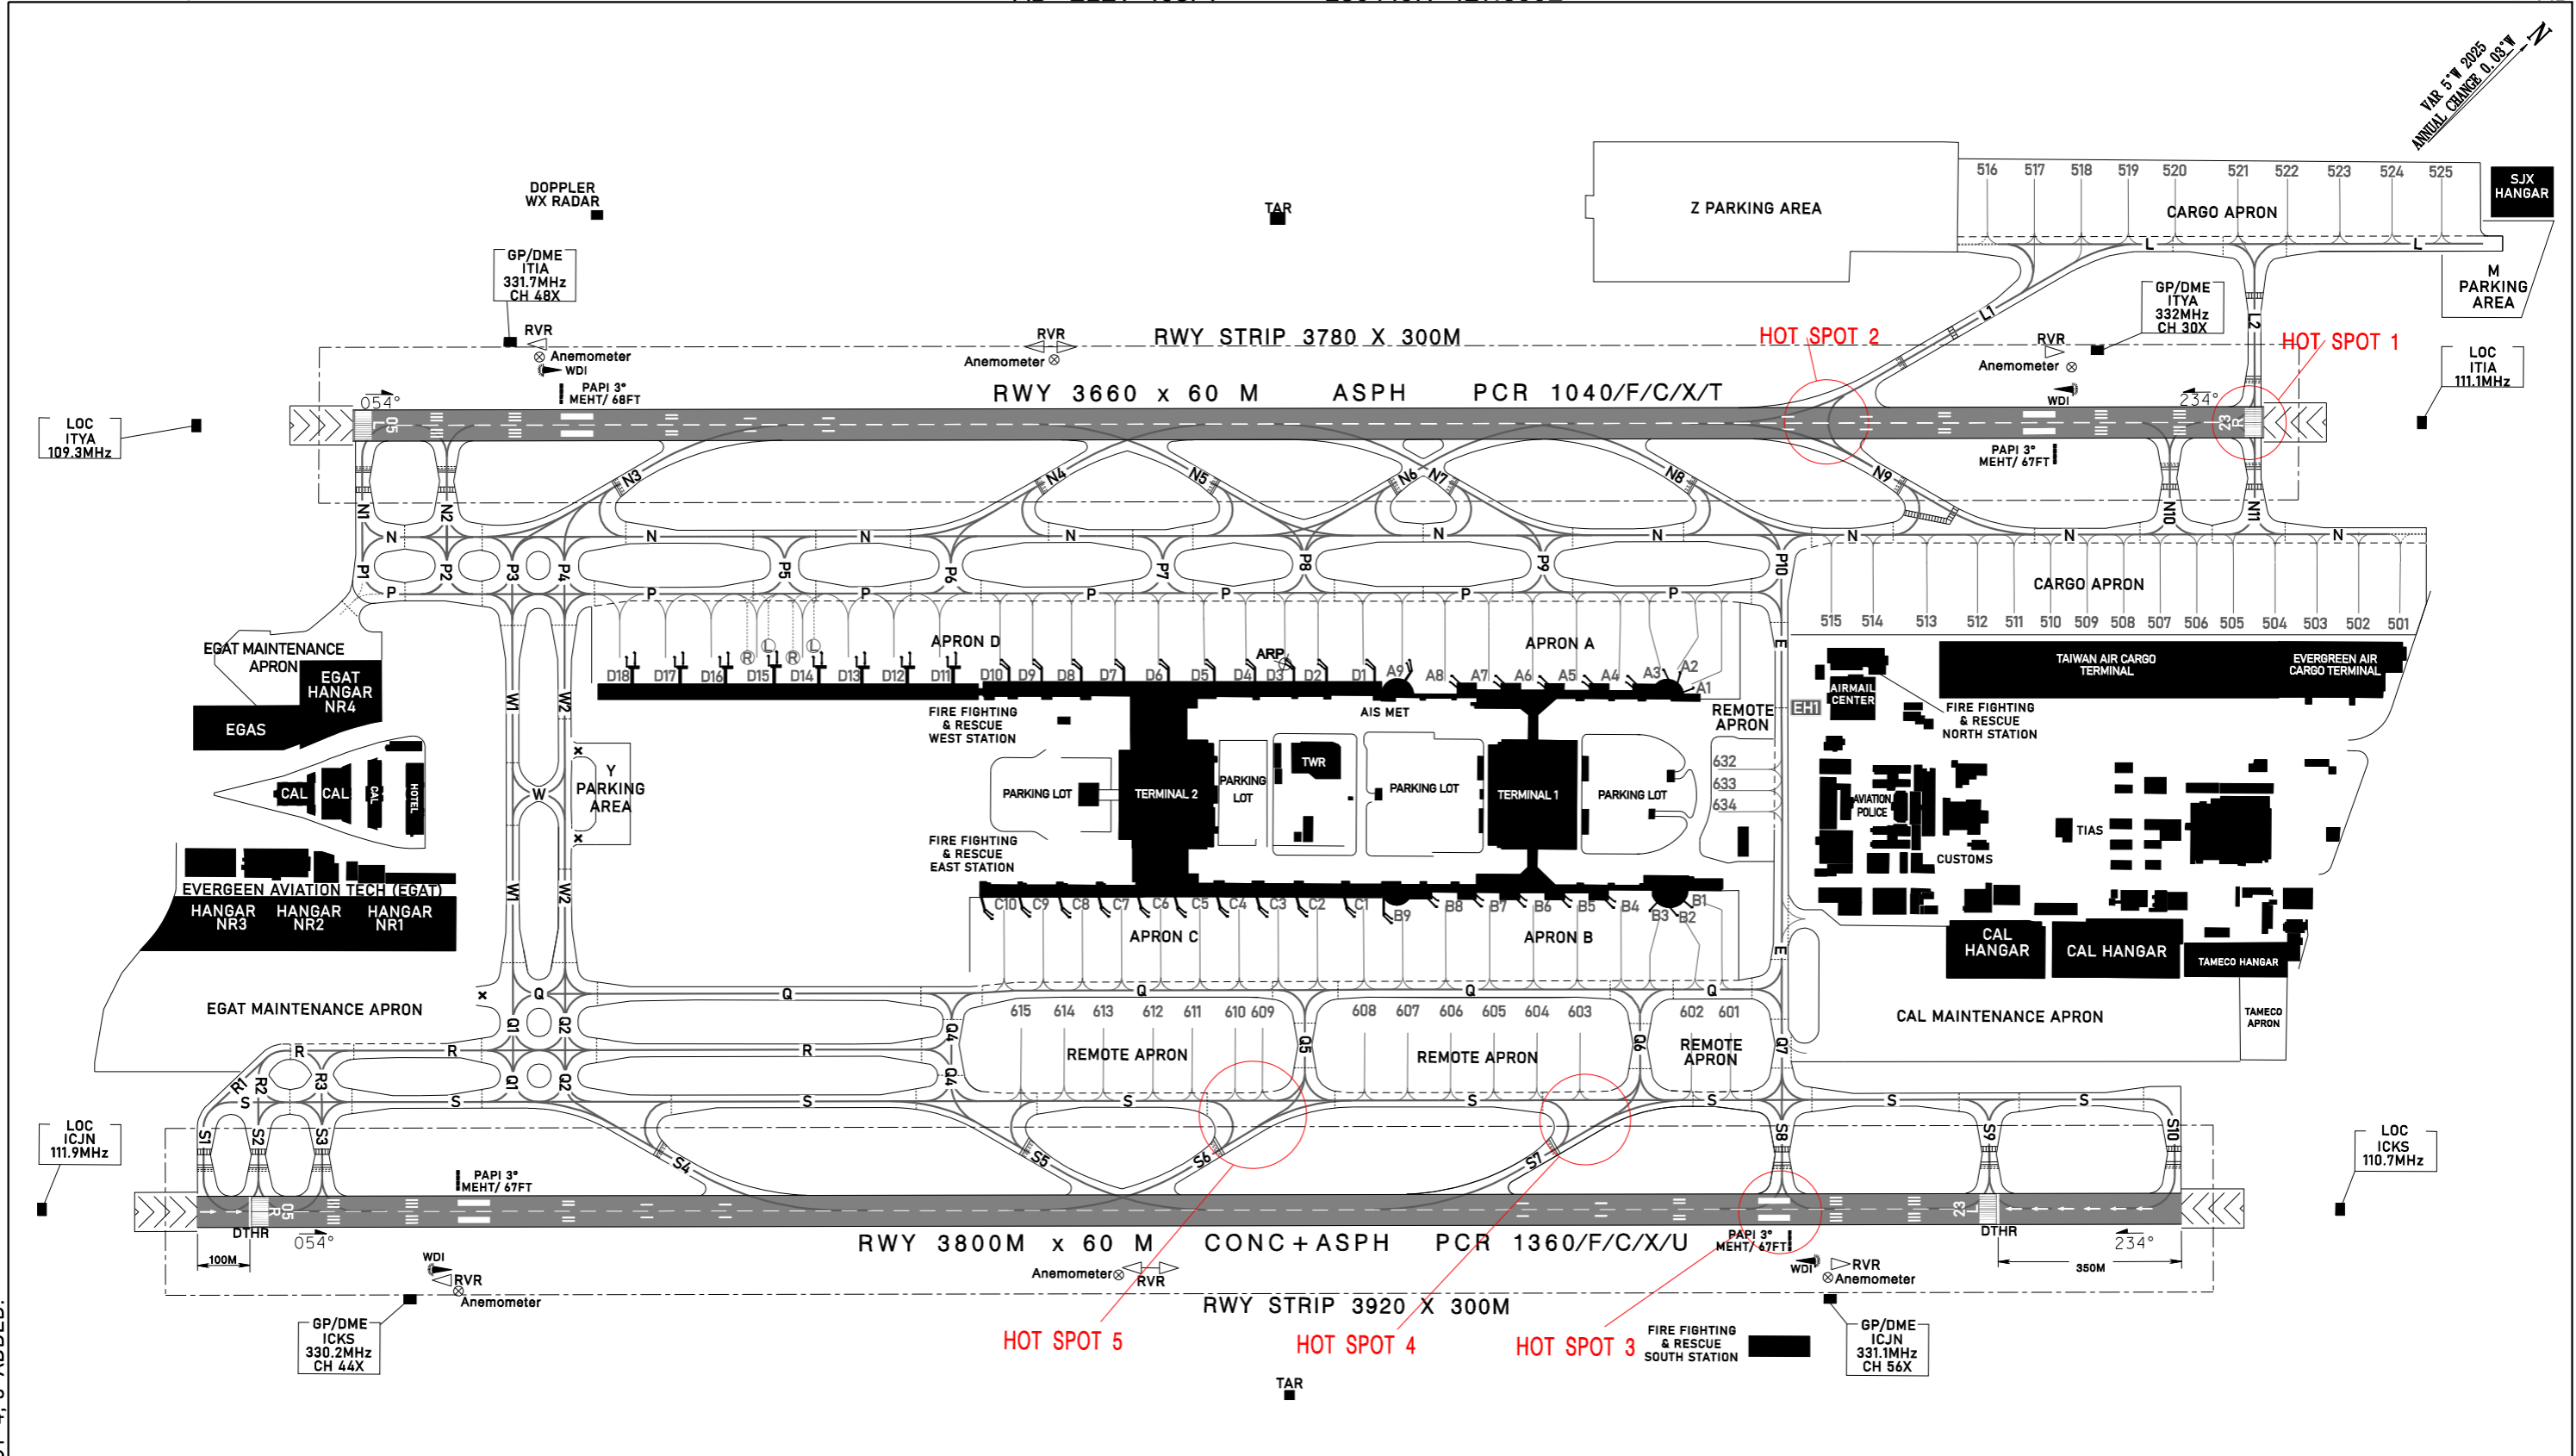 VAR 5°W 2025
ANNUAL CHANGE 0.03°W
N
516 517 518 519 520 521 522 523 524 525
SJX
HANGAR
DOPPLER
WX RADAR
TAR
Z PARKING AREA
CARGO APRON
L L
M
PARKING
AREA
GP/DME
ITIA
331.7MHz
CH 48X
GP/DME
ITYA
332MHz
CH 30X
L1
L2
RVR
Anemometer
WDI
PAPI 3°
MEHT/ 68FT
RVR
Anemometer
RWY STRIP 3780 X 300M
HOT SPOT 2
RVR
Anemometer
WDI
HOT SPOT 1
LOC
ITIA
111.1MHz
RWY 3660 x 60 M ASPH PCR 1040/F/C/X/T
054°
234°
LOC
ITYA
109.3MHz
05
L
23
R
PAPI 3°
MEHT/ 67FT
N1 N2 N3 N4 N5 N6 N7 N8 N9 N10 N11
N N N N N N N N
P1 P2 P3 P4 P5 P6 P7 P8 P9 P10
P P P P P P P
CARGO APRON
515 514 513 512 511 510 509 508 507 506 505 504 503 502 501
EGAT MAINTENANCE
APRON
EGAT
HANGAR
NR4
EGAS
APRON D
ARP
APRON A
E
R L R L
D18 D17 D16 D15 D14 D13 D12 D11 D10 D9 D8 D7 D6 D5 D4 D3 D2 D1 A9 A8 A7 A6 A5 A4 A3 A2 A1
TAIWAN AIR CARGO
TERMINAL
EVERGREEN AIR
CARGO TERMINAL
AIRMAIL
CENTER
W1 W2
FIRE FIGHTING
& RESCUE
WEST STATION
AIS MET
REMOTE
APRON
EH1
FIRE FIGHTING
& RESCUE
NORTH STATION
CAL CAL CAL HOTEL
W
Y
PARKING
AREA
PARKING LOT
TERMINAL 2
PARKING
LOT
TWR
PARKING LOT
TERMINAL 1
PARKING LOT
632
633
634
AVIATION
POLICE
TIAS
CUSTOMS
FIRE FIGHTING
& RESCUE
EAST STATION
EVERGEEN AVIATION TECH (EGAT)
HANGAR
NR3
HANGAR
NR2
HANGAR
NR1
W1 W2
C10 C9 C8 C7 C6 C5 C4 C3 C2 C1 B9 B8 B7 B6 B5 B4 B3 B2 B1
APRON C
APRON B
E
CAL
HANGAR
CAL HANGAR
TAMECO HANGAR
EGAT MAINTENANCE APRON
Q Q Q Q Q
615 614 613 612 611 610 609 608 607 606 605 604 603 602 601
CAL MAINTENANCE APRON
TAMECO
APRON
Q1 Q2 Q4 Q5 Q6 Q7
R R R
REMOTE APRON
REMOTE APRON
REMOTE
APRON
R1 R2 R3 Q1 Q2 Q4
S S S S S S S S
LOC
ICJN
111.9MHz
S1 S2 S3 S4 S5 S6 S7 S8 S9 S10
LOC
ICKS
110.7MHz
PAPI 3°
MEHT/ 67FT
05
R
23
L
DTHR
054°
100M
RWY 3800M x 60 M CONC+ASPH PCR 1360/F/C/X/U
PAPI 3°
MEHT/ 67FT
DTHR
234°
350M
WDI
RVR
Anemometer
Anemometer
RVR
WDI
RVR
Anemometer
RWY STRIP 3920 X 300M
GP/DME
ICKS
330.2MHz
CH 44X
HOT SPOT 5
HOT SPOT 4
HOT SPOT 3
FIRE FIGHTING
& RESCUE
SOUTH STATION
GP/DME
ICJN
331.1MHz
CH 56X
TAR